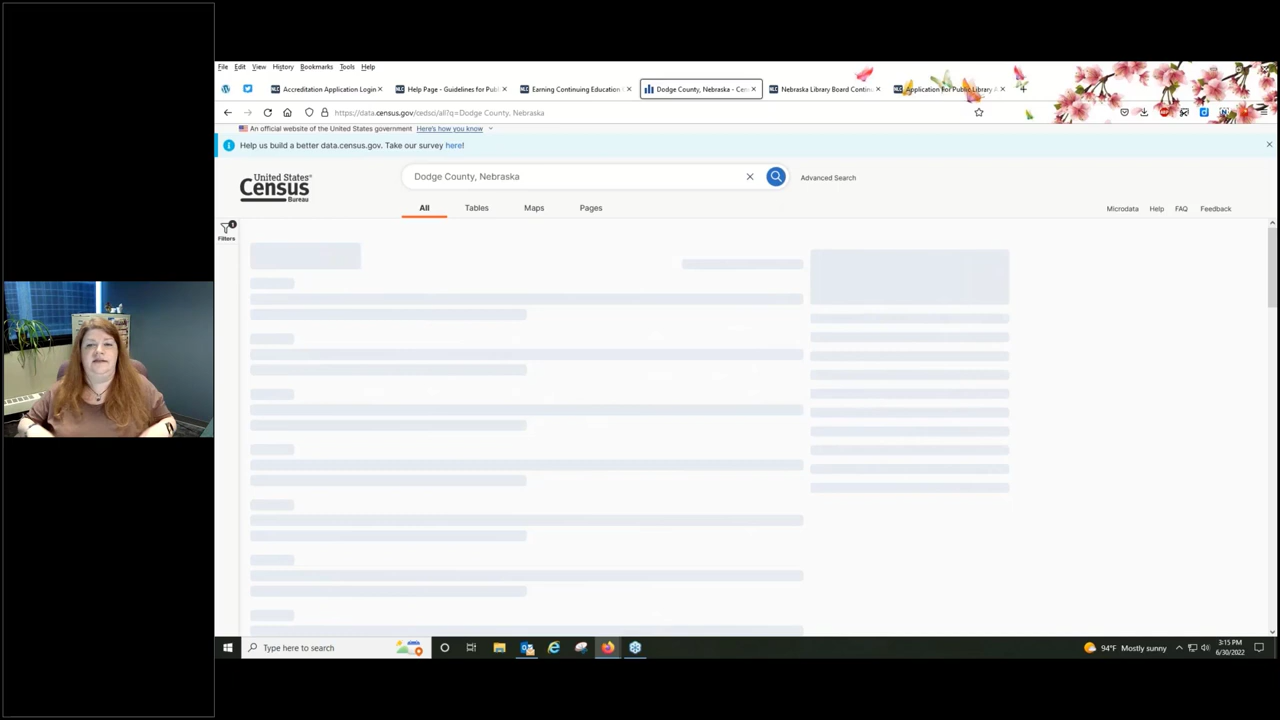 File Edit View History Bookmarks Tools Help
Accreditation Application Login
Help Page - Guidelines for Publ
Earning Continuing Education
Dodge County, Nebraska - Cen
Nebraska Library Board Continu
Application For Public Library A
https://data.census.gov/cedsci/all?q=Dodge County, Nebraska
An official website of the United States government Here's how you know
Help us build a better data.census.gov. Take our survey here!
United States®
Census
Bureau
Dodge County, Nebraska
Advanced Search
All Tables Maps Pages
Microdata Help FAQ Feedback
Filters
Type here to search
94°F Mostly sunny
3:15 PM
6/30/2022